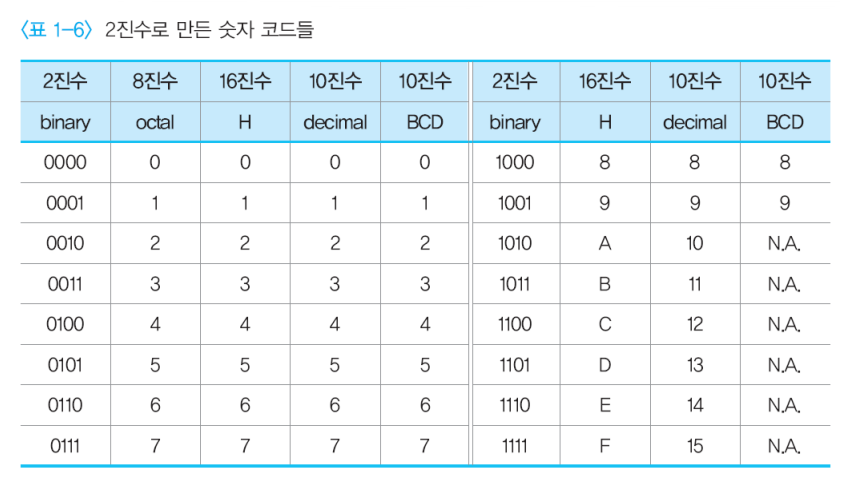 〈표 1-6〉 2진수로 만든 숫자 코드들
2진수 8진수 16진수 10진수 10진수 2진수 16진수 10진수 10진수
binary octal H decimal BCD binary H decimal BCD
0000 0 0 0 0 1000 8 8 8
0001 1 1 1 1 1001 9 9 9
0010 2 2 2 2 1010 A 10 N.A.
0011 3 3 3 3 1011 B 11 N.A.
0100 4 4 4 4 1100 C 12 N.A.
0101 5 5 5 5 1101 D 13 N.A.
0110 6 6 6 6 1110 E 14 N.A.
0111 7 7 7 7 1111 F 15 N.A.